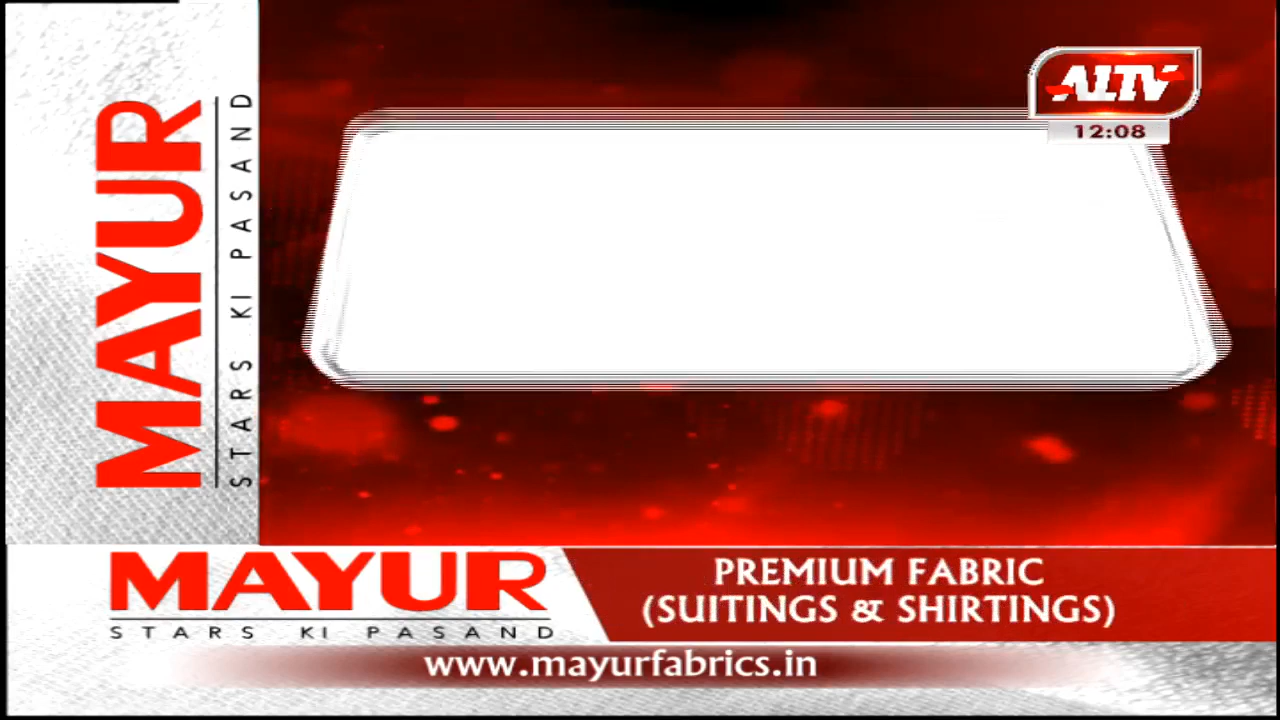 MAYUR
STARS KI PASAND
ALTV
12:08
MAYUR
STARS KI PASAND
PREMIUM FABRIC
(SUITINGS & SHIRTINGS)
www.mayurfabrics.in